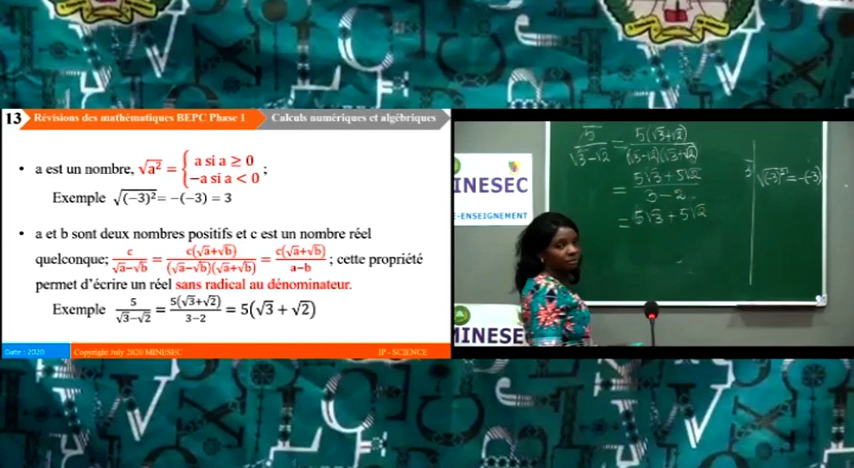 13 Révisions des mathématiques BEPC Phase 1 Calculs numériques et algébriques
• a est un nombre, √a² = { a si a ≥ 0
−a si a < 0 ;
Exemple √(−3)² = −(−3) = 3
• a et b sont deux nombres positifs et c est un nombre réel
quelconque; c/(√a−√b) = c(√a+√b)/((√a−√b)(√a+√b)) = c(√a+√b)/(a−b) ; cette propriété
permet d'écrire un réel sans radical au dénominateur.
Exemple 5/(√3−√2) = 5(√3+√2)/(3−2) = 5(√3 + √2)
Date : 2020 Copyright July 2020 MINESEC IP - SCIENCE
5/(√3−√2) = 5(√3+√2)/((√3−√2)(√3+√2))
= (5√3+5√2)/(3−2)
= 5√3+5√2
√(−3)² = −(−3)
INESEC
E-ENSEIGNEMENT
MINESE